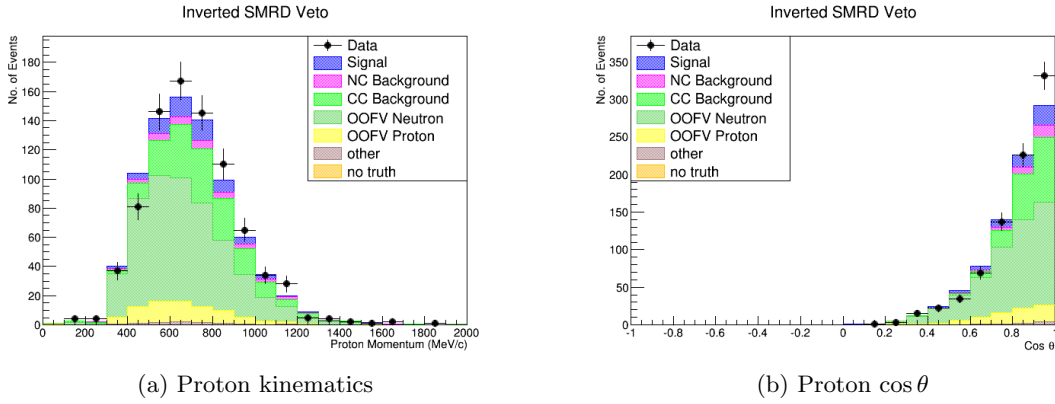 Inverted SMRD Veto
No. of Events
180
160
140
120
100
80
60
40
20
0
0 200 400 600 800 1000 1200 1400 1600 1800 2000
Proton Momentum (MeV/c)
Data
Signal
NC Background
CC Background
OOFV Neutron
OOFV Proton
other
no truth
(a) Proton kinematics
Inverted SMRD Veto
No. of Events
350
300
250
200
150
100
50
0
-1 -0.8 -0.6 -0.4 -0.2 0 0.2 0.4 0.6 0.8 1
Cos θ
Data
Signal
NC Background
CC Background
OOFV Neutron
OOFV Proton
other
no truth
(b) Proton cos θ